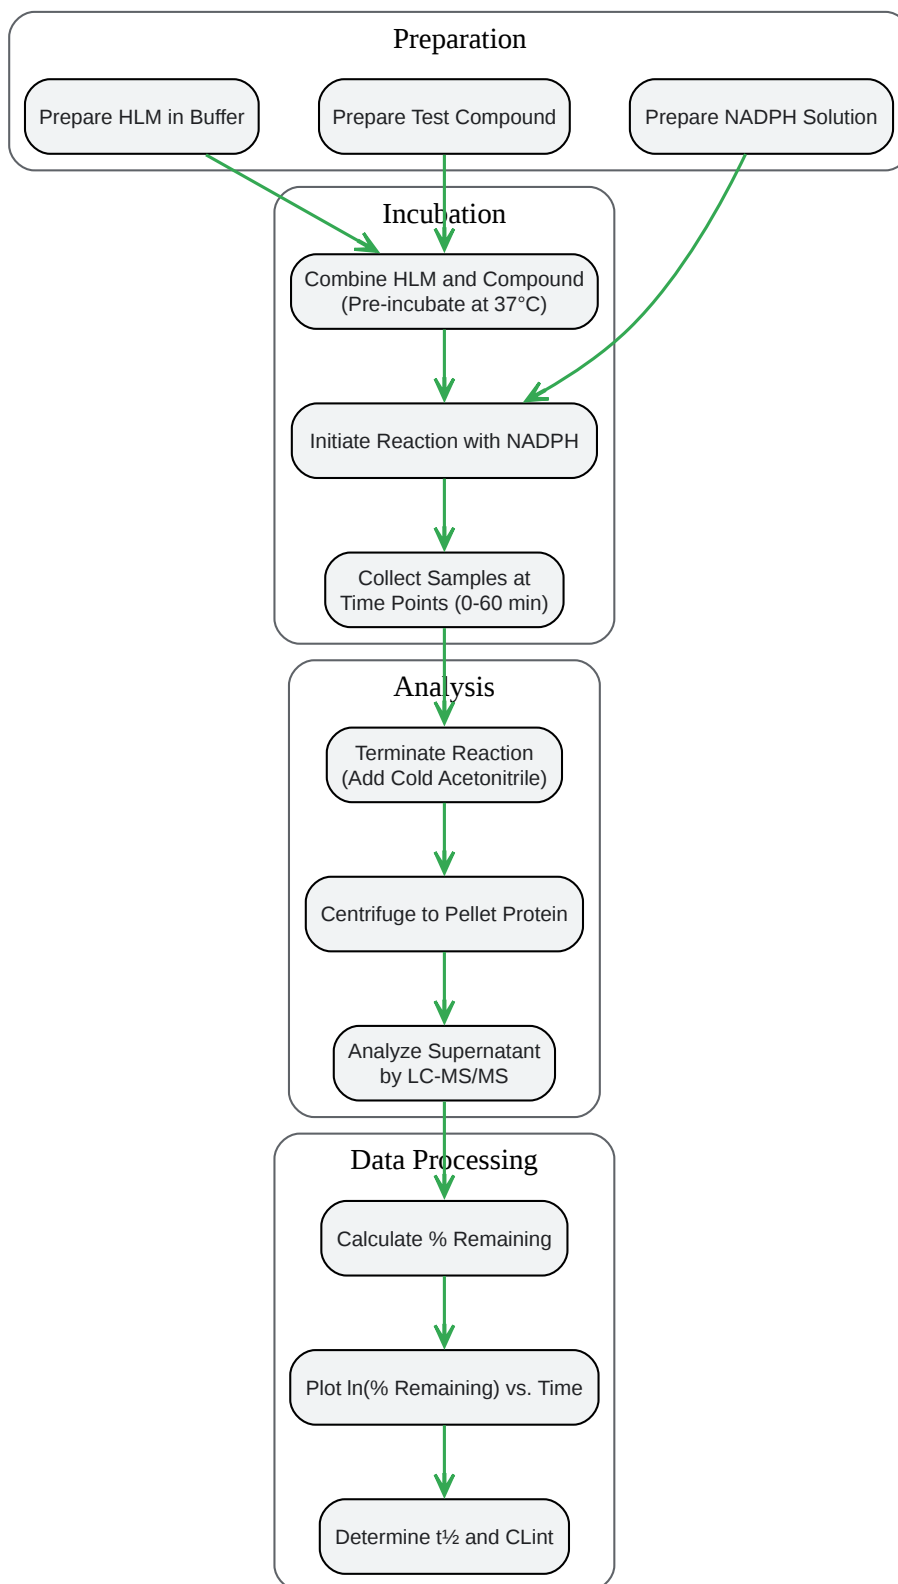 Preparation
Prepare HLM in Buffer
Prepare Test Compound
Prepare NADPH Solution
Incubation
Combine HLM and Compound
(Pre-incubate at 37°C)
Initiate Reaction with NADPH
Collect Samples at
Time Points (0-60 min)
Analysis
Terminate Reaction
(Add Cold Acetonitrile)
Centrifuge to Pellet Protein
Analyze Supernatant
by LC-MS/MS
Data Processing
Calculate % Remaining
Plot ln(% Remaining) vs. Time
Determine t½ and CLint